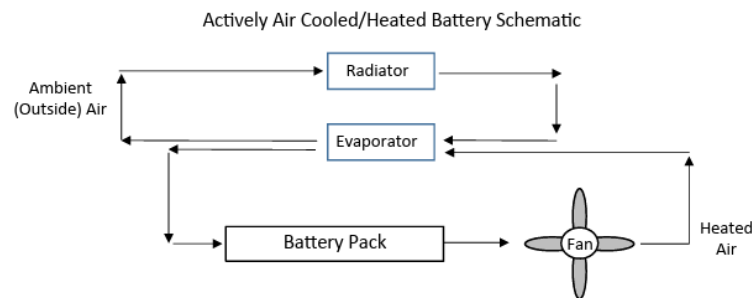 Actively Air Cooled/Heated Battery Schematic
Radiator
Ambient
(Outside) Air
Evaporator
Battery Pack
Fan
Heated
Air